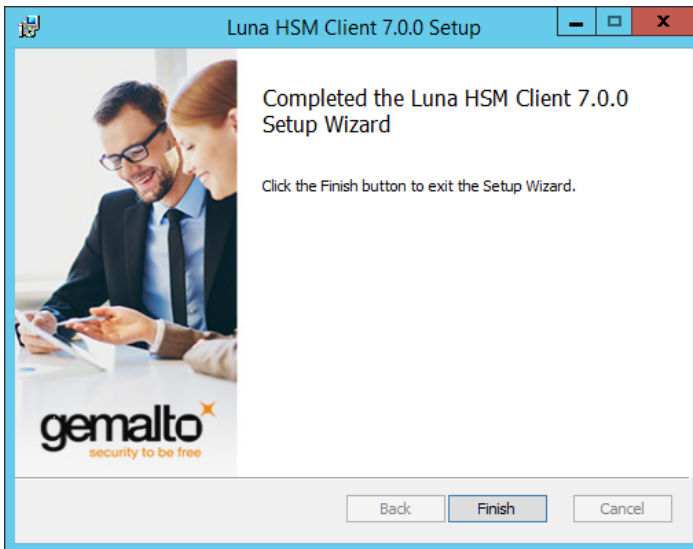 Luna HSM Client 7.0.0 Setup
Completed the Luna HSM Client 7.0.0
Setup Wizard
Click the Finish button to exit the Setup Wizard.
gemalto
security to be free
Back
Finish
Cancel